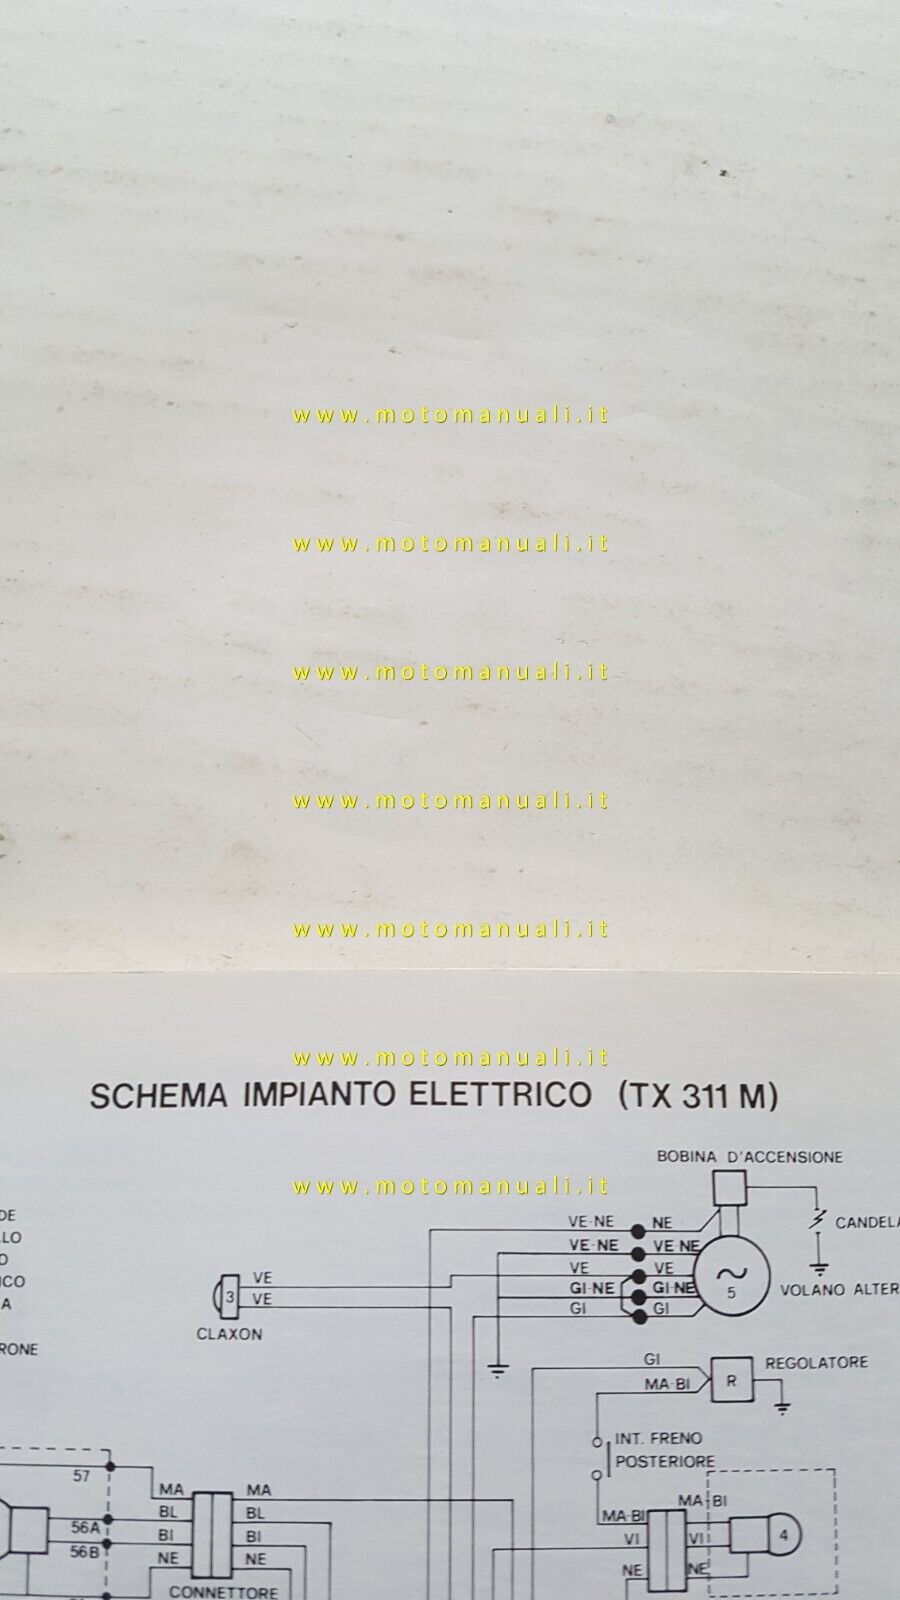 www.motomanuali.it
www.motomanuali.it
www.motomanuali.it
www.motomanuali.it
www.motomanuali.it
www.motomanuali.it
SCHEMA IMPIANTO ELETTRICO (TX 311 M)
BOBINA D'ACCENSIONE
www.motomanuali.it
DE
LO
O
ICO
A
RONE
VE-NE NE
CANDELA
VE-NE VE NE
VE VE
GI-NE GI-NE
GI GI
5
VOLANO ALTER
VE
3
VE
CLAXON
GI
REGOLATORE
R
MA-BI
INT. FRENO
POSTERIORE
57
MA MA
BL BL
56A
BI BI
56B
NE NE
CONNETTORE
MA-BI
MA-BI
VI VI
4
NE NE